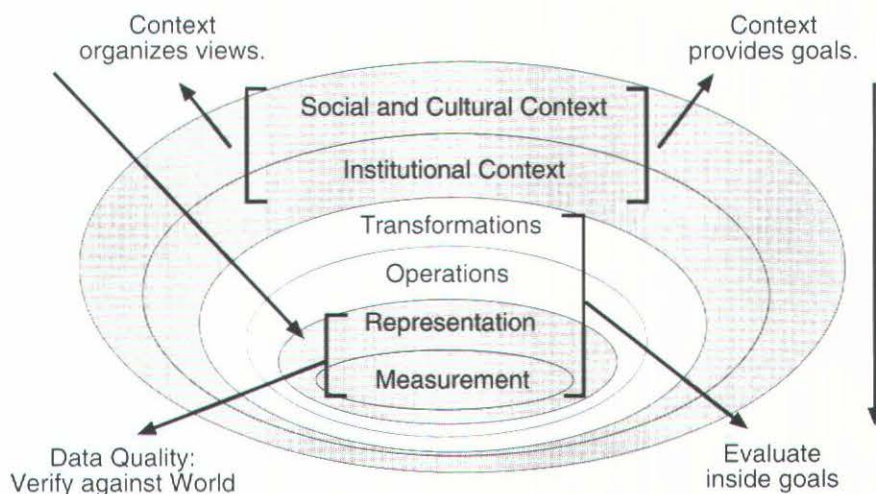 Context
organizes views.
Context
provides goals.
Social and Cultural Context
Institutional Context
Transformations
Operations
Representation
Measurement
Data Quality:
Verify against World
Evaluate
inside goals